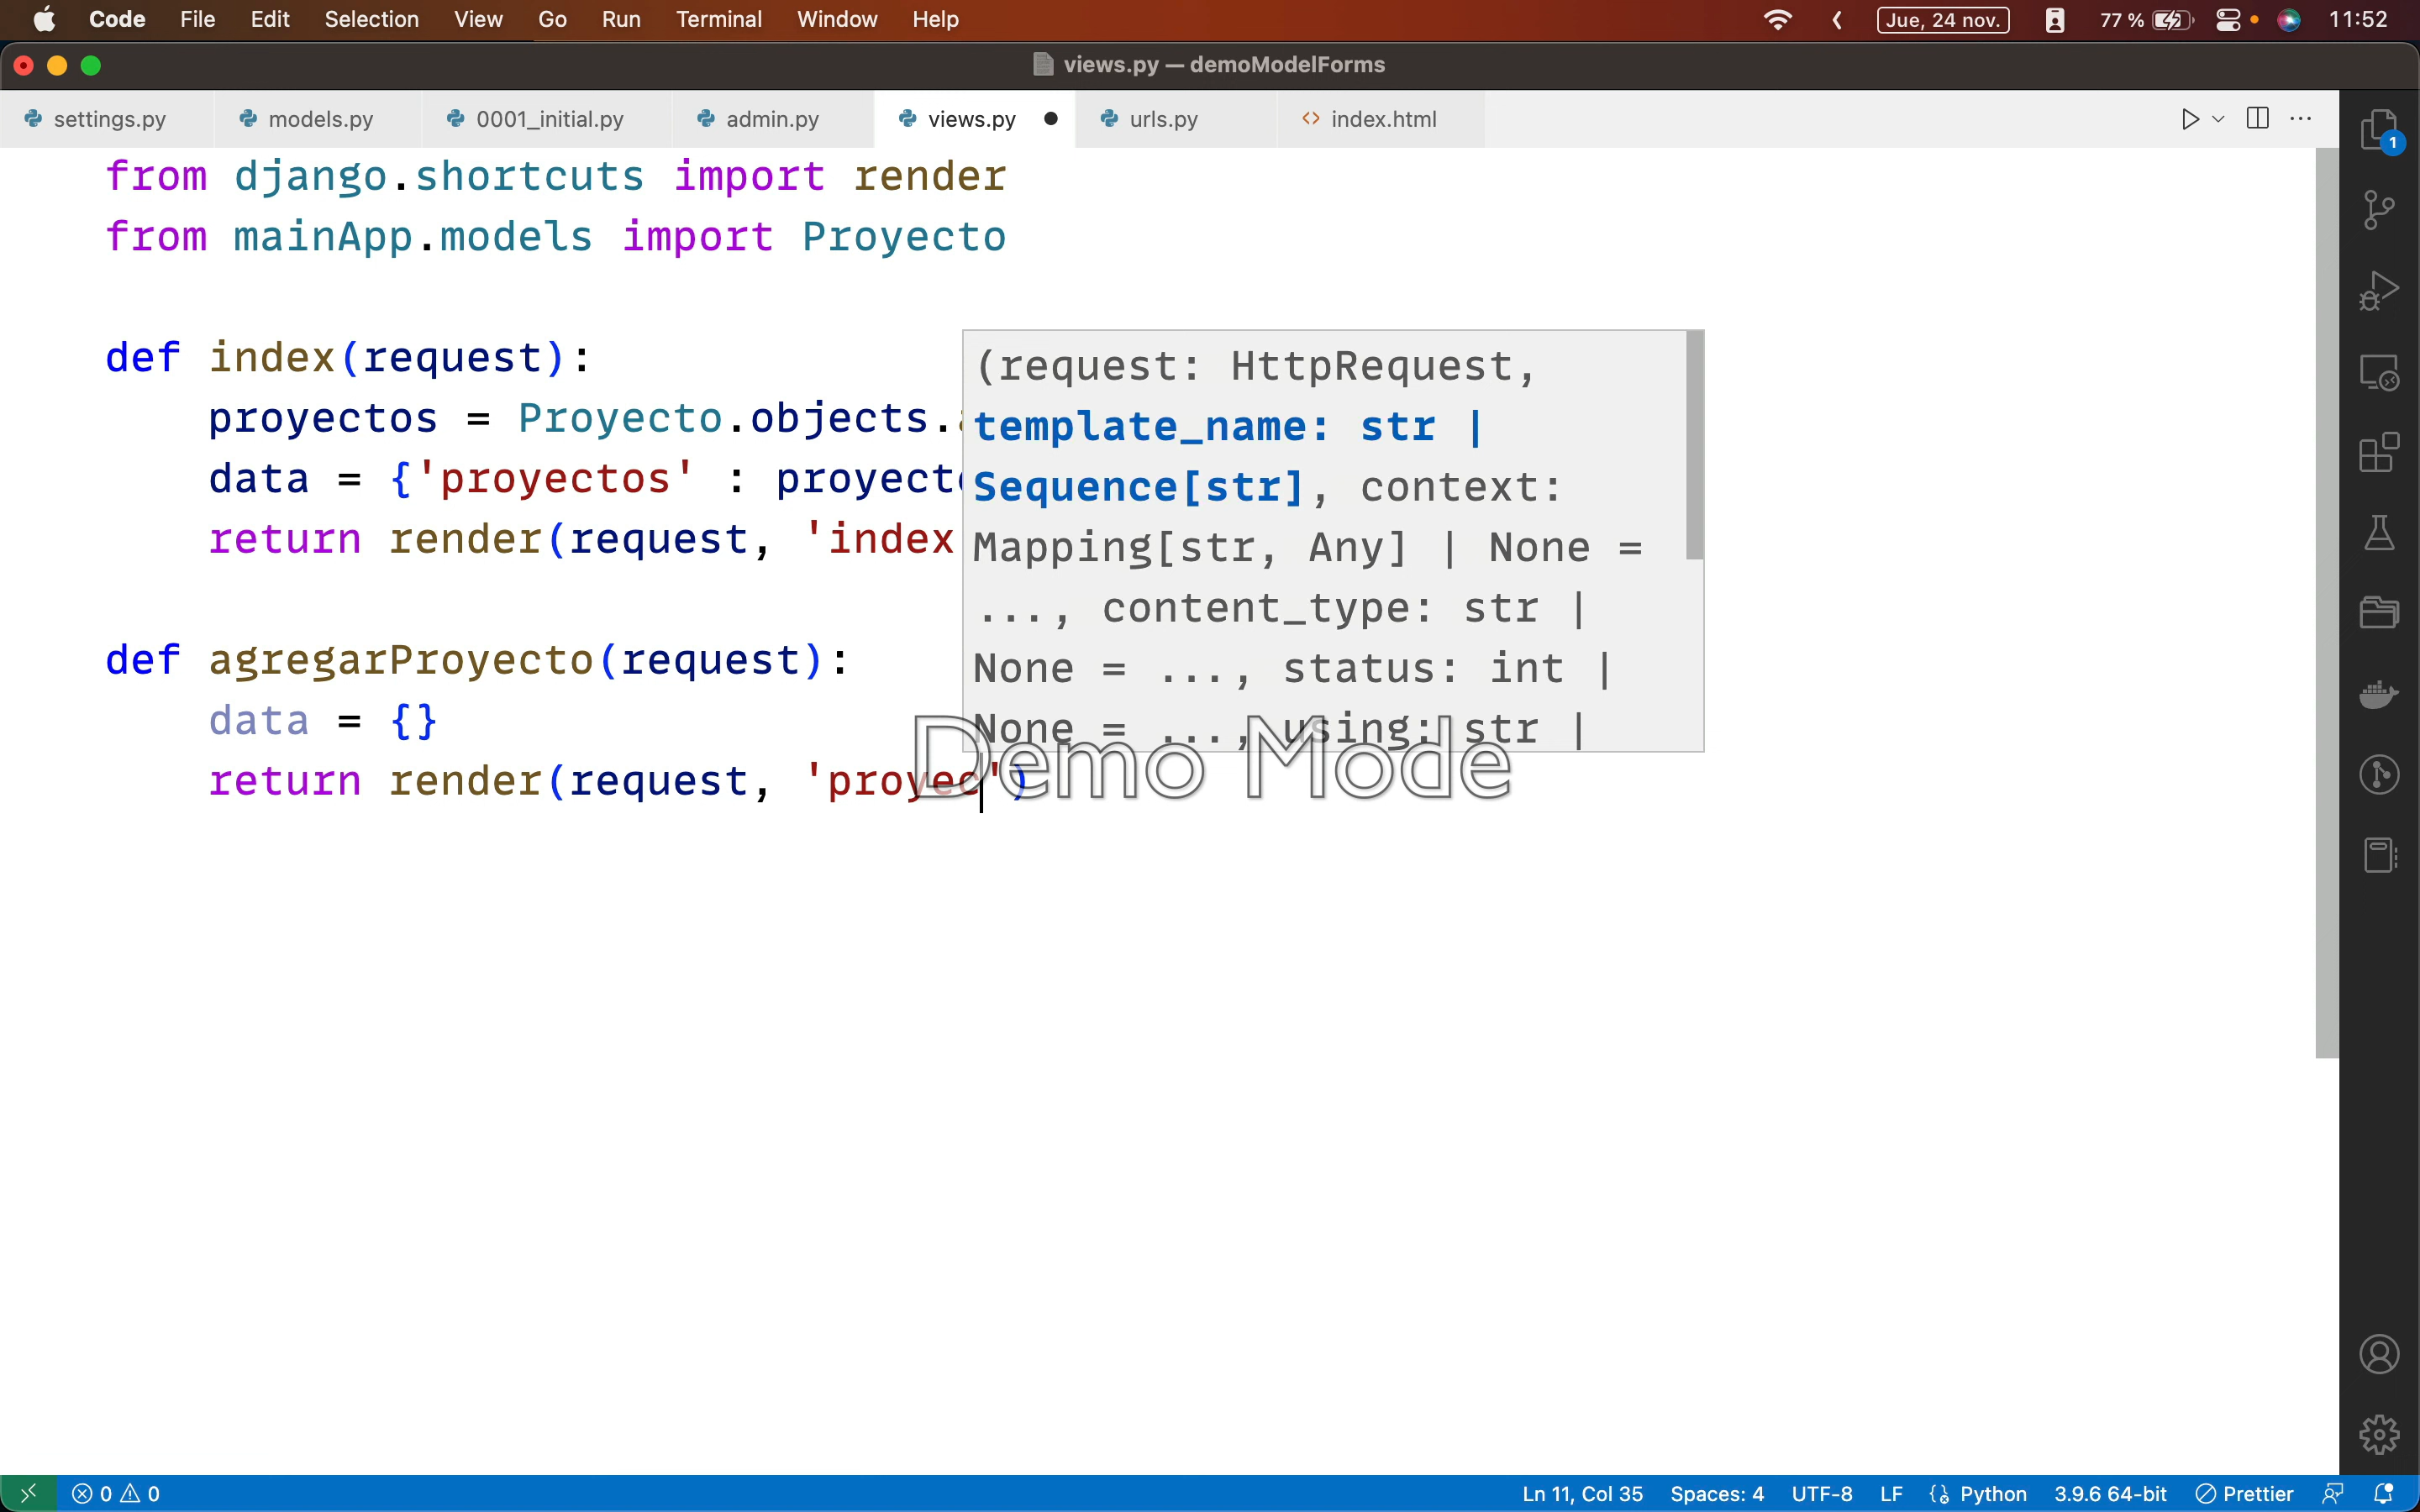 Code File Edit Selection View Go Run Terminal Window Help Jue, 24 nov. 77 % 11:52
views.py — demoModelForms
settings.py models.py 0001_initial.py admin.py views.py urls.py <> index.html
1
from django.shortcuts import render
from mainApp.models import Proyecto
def index(request):
proyectos = Proyecto.objects.
data = {'proyectos' : proyect
return render(request, 'index
def agregarProyecto(request):
data = {}
return render(request, 'proyec')
(request: HttpRequest,
template_name: str |
Sequence[str], context:
Mapping[str, Any] | None =
..., content_type: str |
None = ..., status: int |
None = ..., using: str |
Demo Mode
0 0 Ln 11, Col 35 Spaces: 4 UTF-8 LF Python 3.9.6 64-bit Prettier